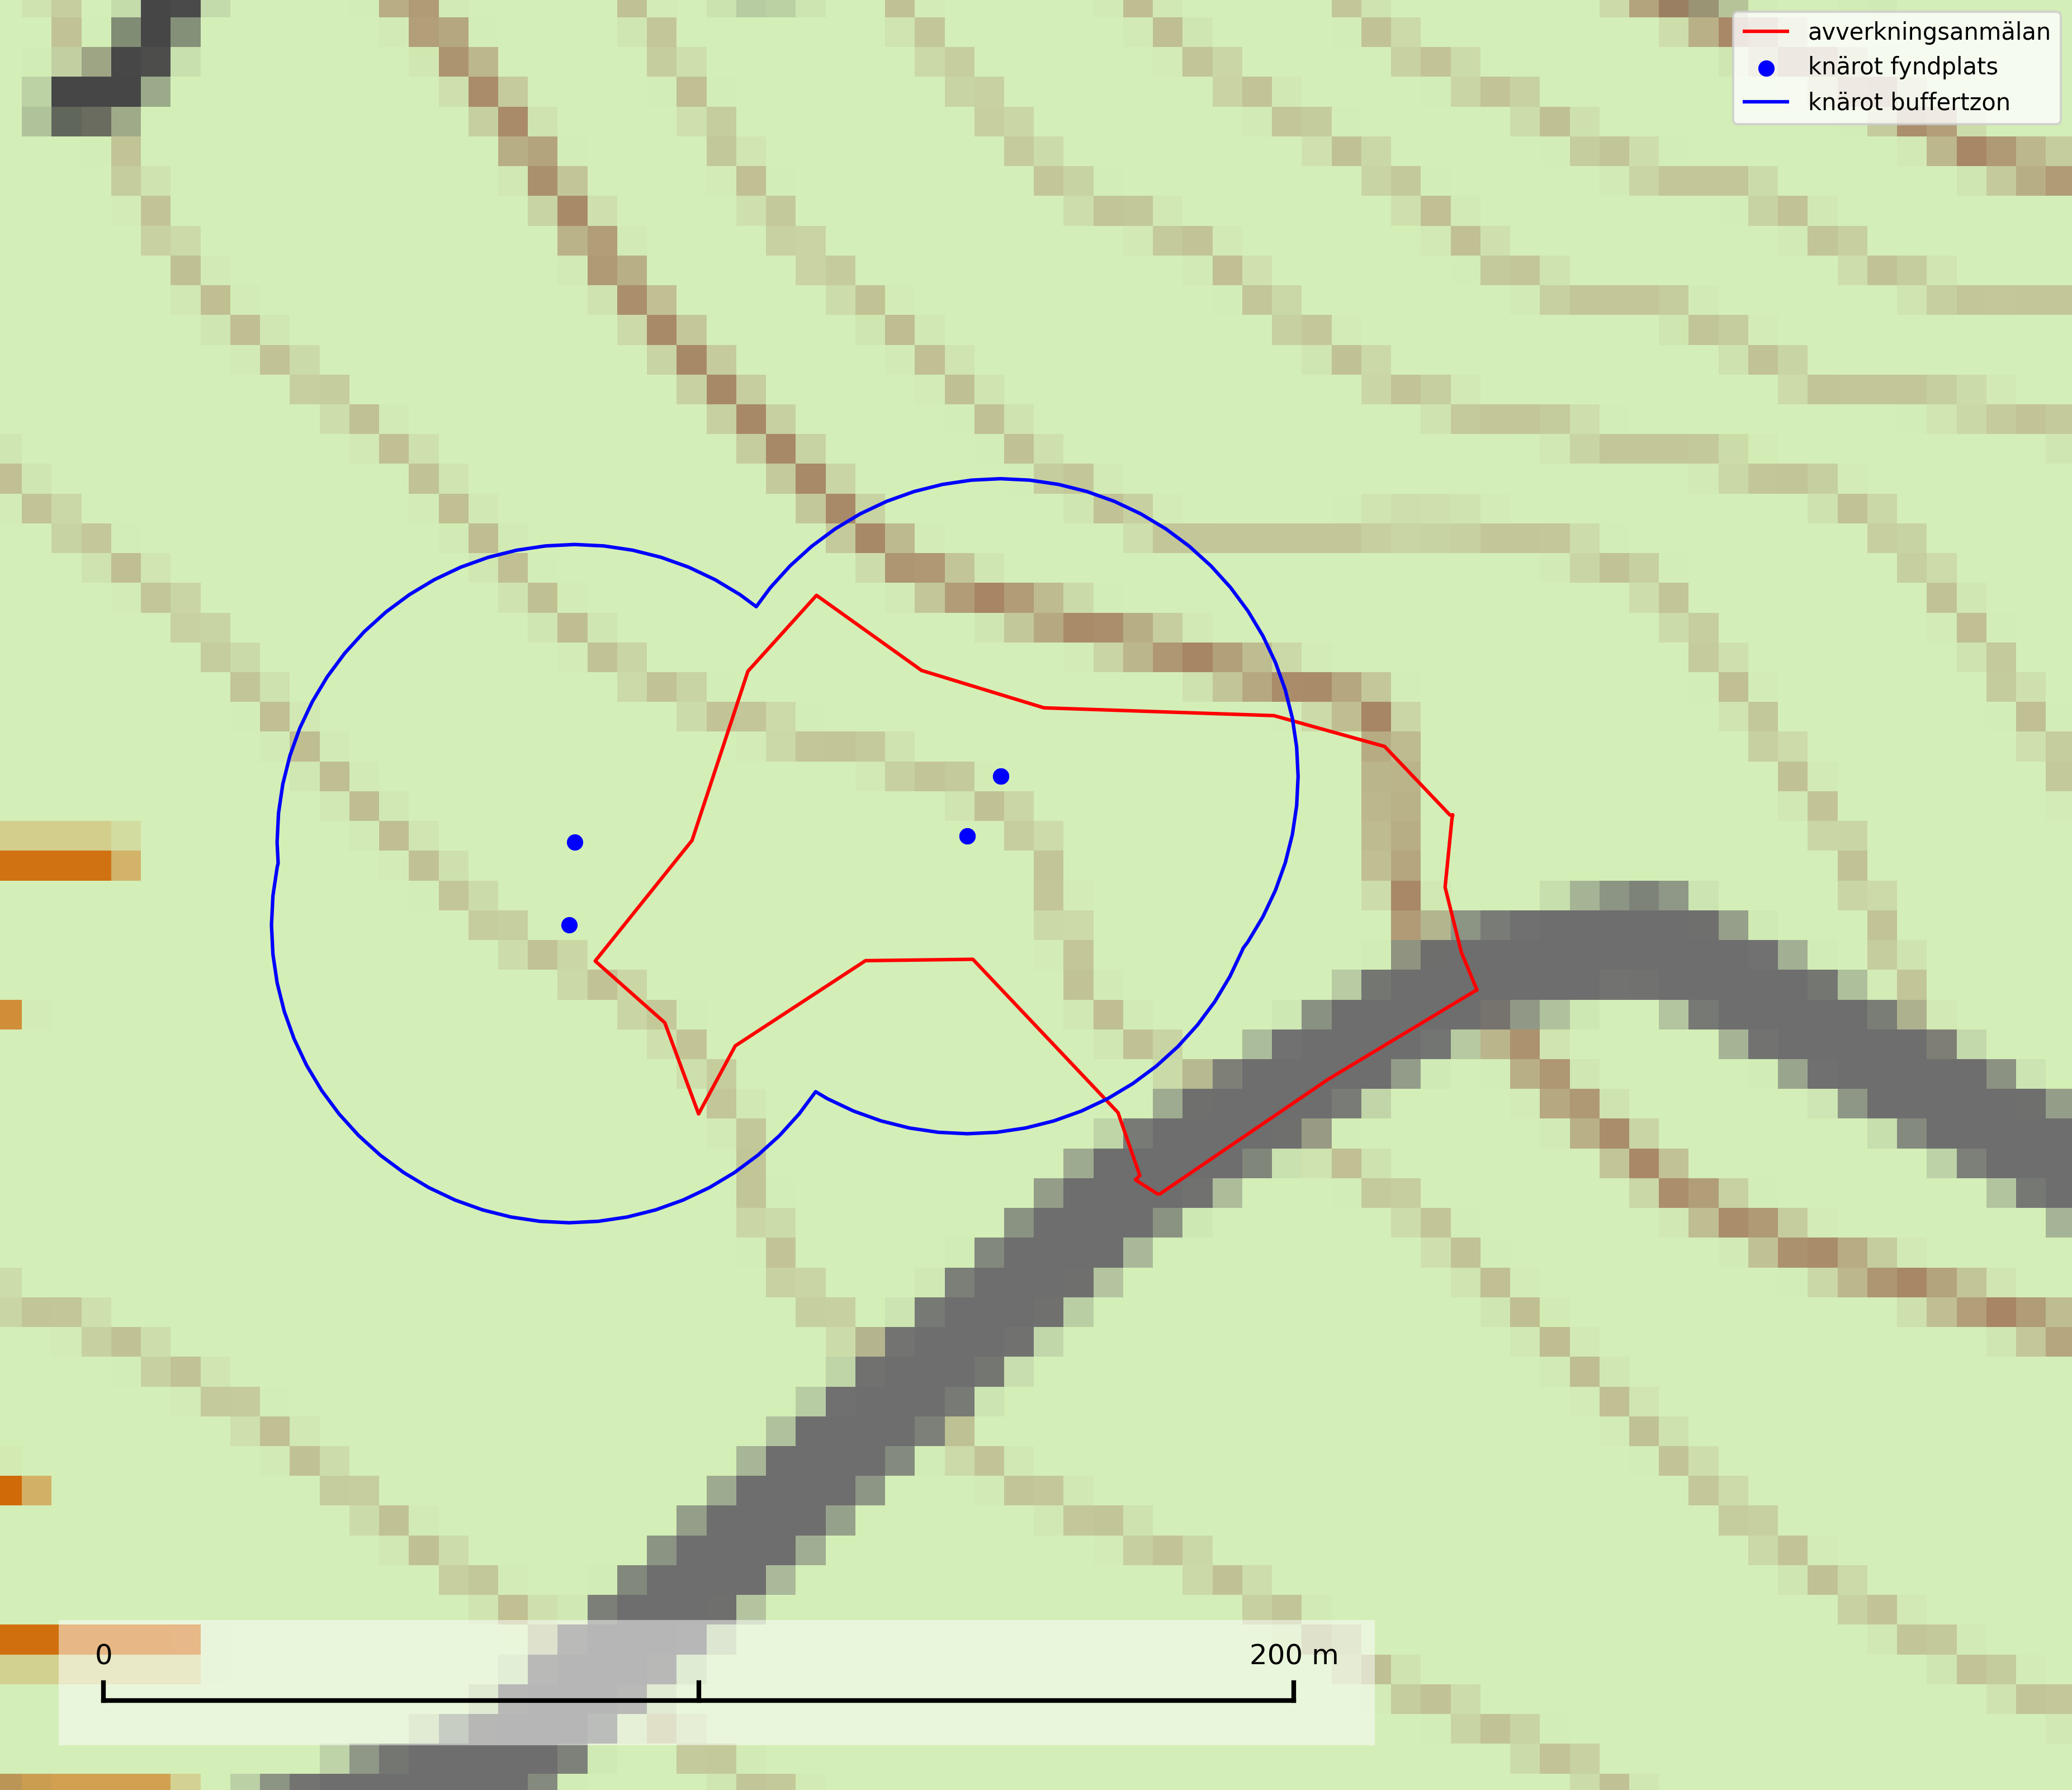 avverkningsanmälan
knärot fyndplats
knärot buffertzon
0 200 m